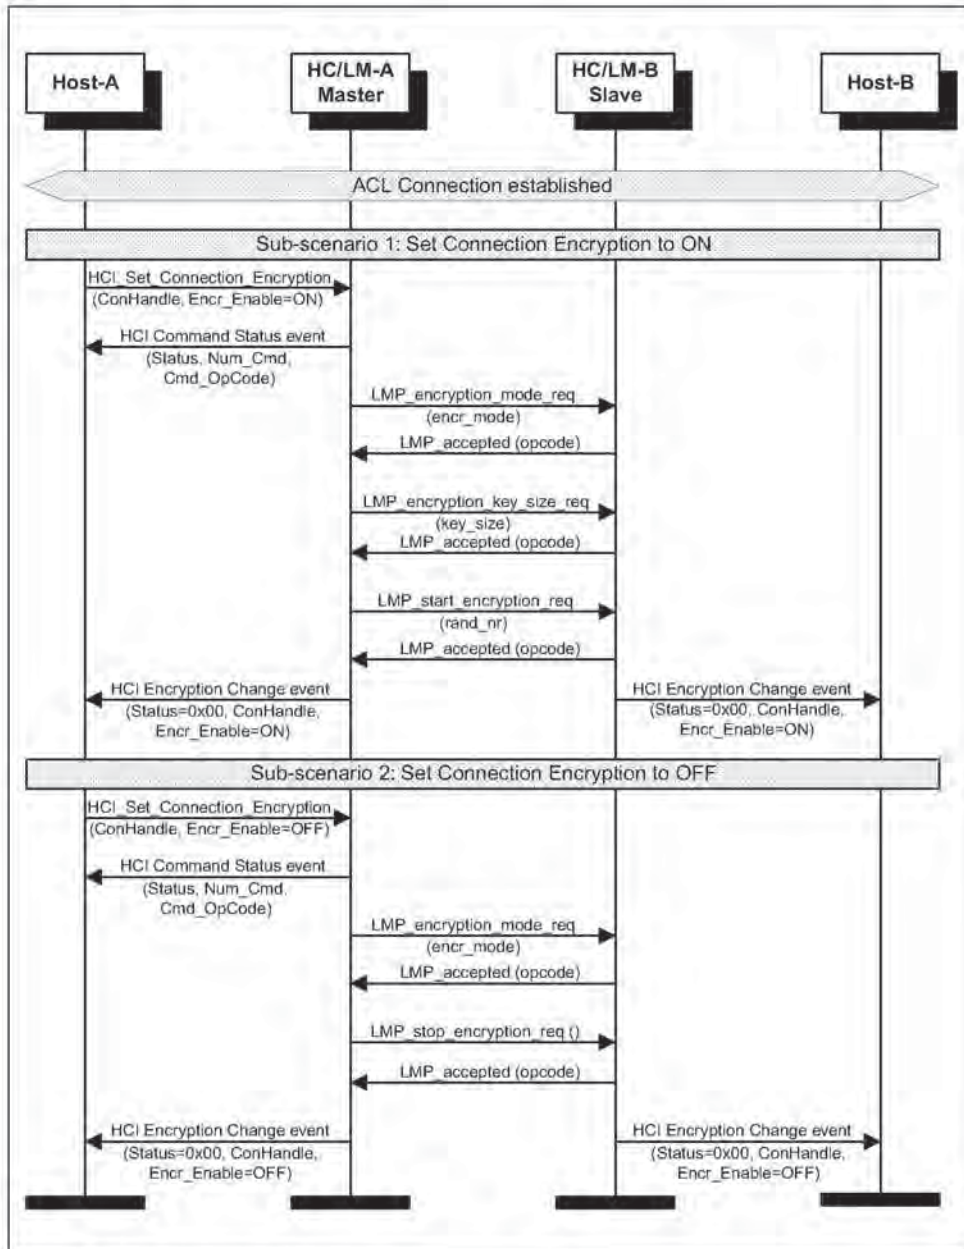 Host-A
HC/LM-A
Master
HC/LM-B
Slave
Host-B
ACL Connection established
Sub-scenario 1: Set Connection Encryption to ON
HCI_Set_Connection_Encryption
(ConHandle, Encr_Enable=ON)
HCI Command Status event
(Status, Num_Cmd,
Cmd_OpCode)
LMP_encryption_mode_req
(encr_mode)
LMP_accepted (opcode)
LMP_encryption_key_size_req
(key_size)
LMP_accepted (opcode)
LMP_start_encryption_req
(rand_nr)
LMP_accepted (opcode)
HCI Encryption Change event
(Status=0x00, ConHandle,
Encr_Enable=ON)
HCI Encryption Change event
(Status=0x00, ConHandle,
Encr_Enable=ON)
Sub-scenario 2: Set Connection Encryption to OFF
HCI_Set_Connection_Encryption
(ConHandle, Encr_Enable=OFF)
HCI Command Status event
(Status, Num_Cmd,
Cmd_OpCode)
LMP_encryption_mode_req
(encr_mode)
LMP_accepted (opcode)
LMP_stop_encryption_req ()
LMP_accepted (opcode)
HCI Encryption Change event
(Status=0x00, ConHandle,
Encr_Enable=OFF)
HCI Encryption Change event
(Status=0x00, ConHandle,
Encr_Enable=OFF)